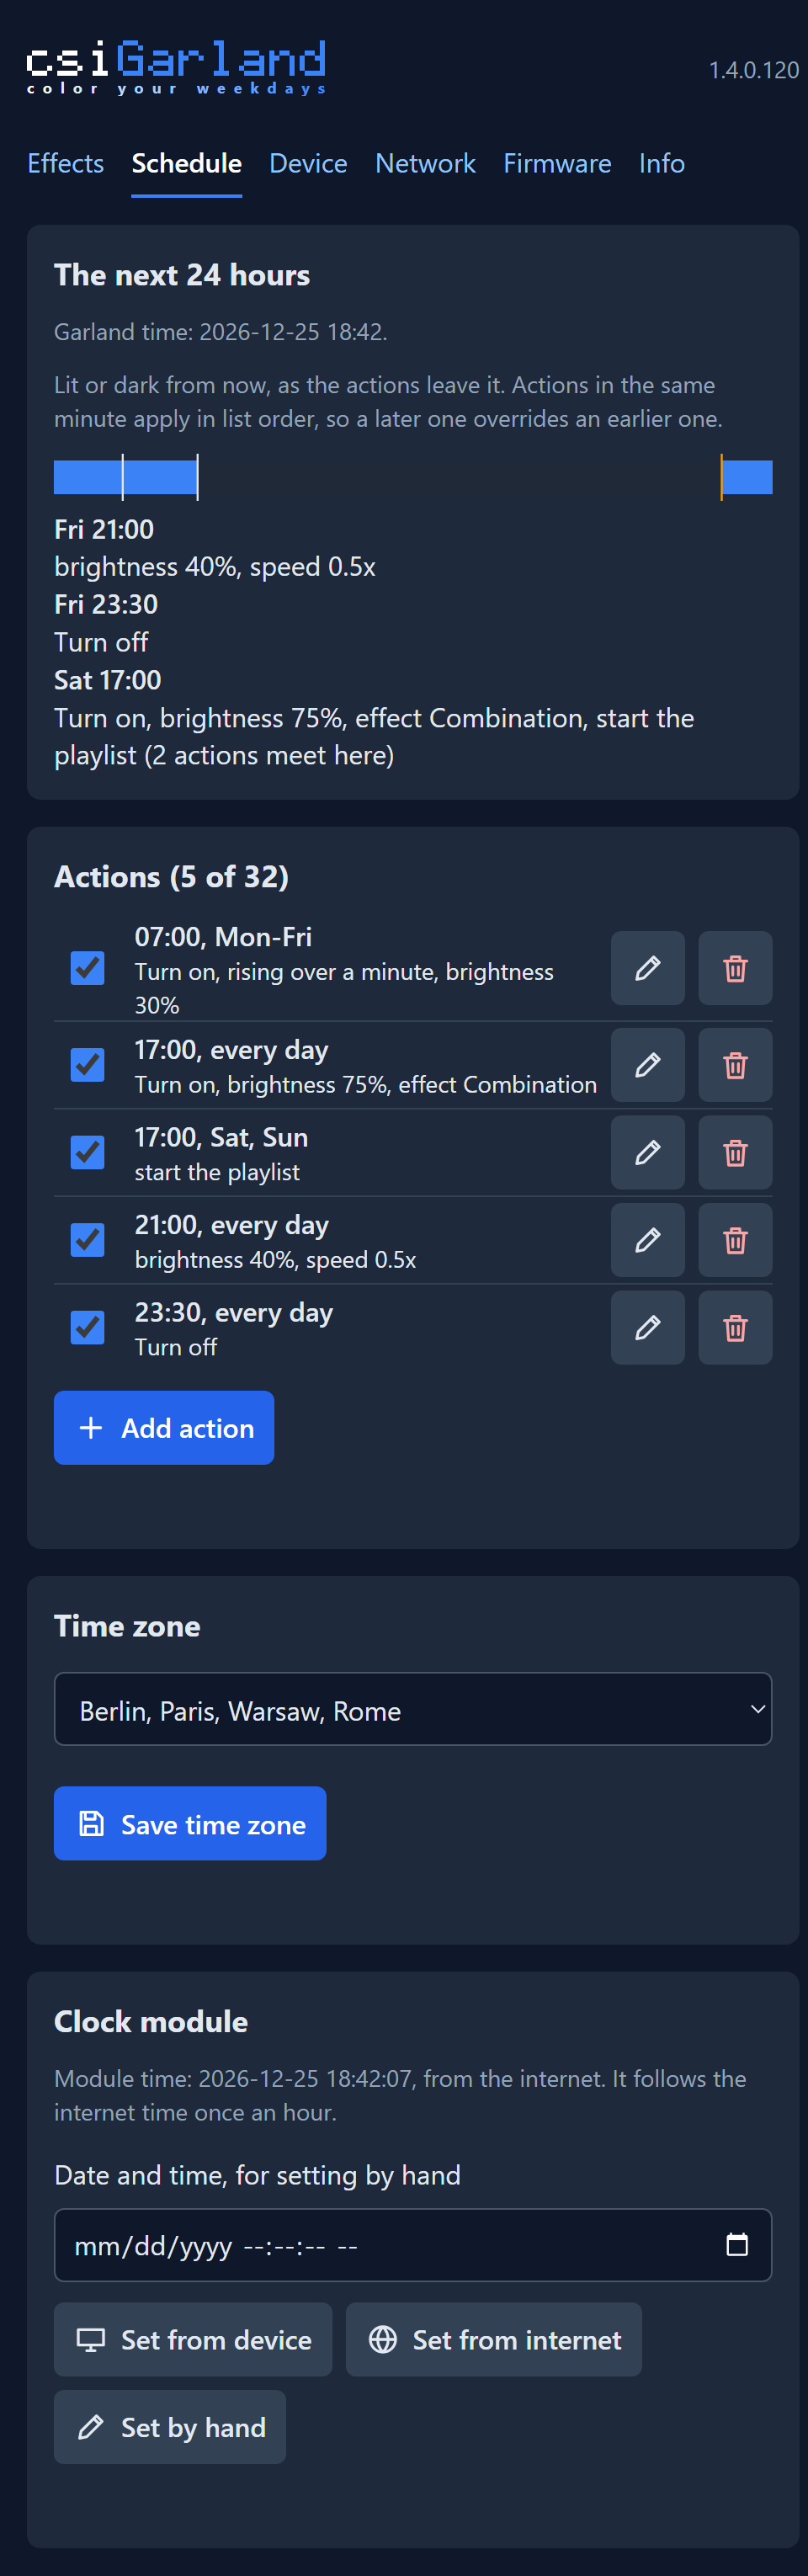 csiGarland
color your weekdays
1.4.0.120
Effects Schedule Device Network Firmware Info
The next 24 hours
Garland time: 2026-12-25 18:42.
Lit or dark from now, as the actions leave it. Actions in the same
minute apply in list order, so a later one overrides an earlier one.
Fri 21:00
brightness 40%, speed 0.5x
Fri 23:30
Turn off
Sat 17:00
Turn on, brightness 75%, effect Combination, start the
playlist (2 actions meet here)
Actions (5 of 32)
07:00, Mon-Fri
Turn on, rising over a minute, brightness
30%
17:00, every day
Turn on, brightness 75%, effect Combination
17:00, Sat, Sun
start the playlist
21:00, every day
brightness 40%, speed 0.5x
23:30, every day
Turn off
Add action
Time zone
Berlin, Paris, Warsaw, Rome
Save time zone
Clock module
Module time: 2026-12-25 18:42:07, from the internet. It follows the
internet time once an hour.
Date and time, for setting by hand
mm/dd/yyyy --:--:-- --
Set from device
Set from internet
Set by hand